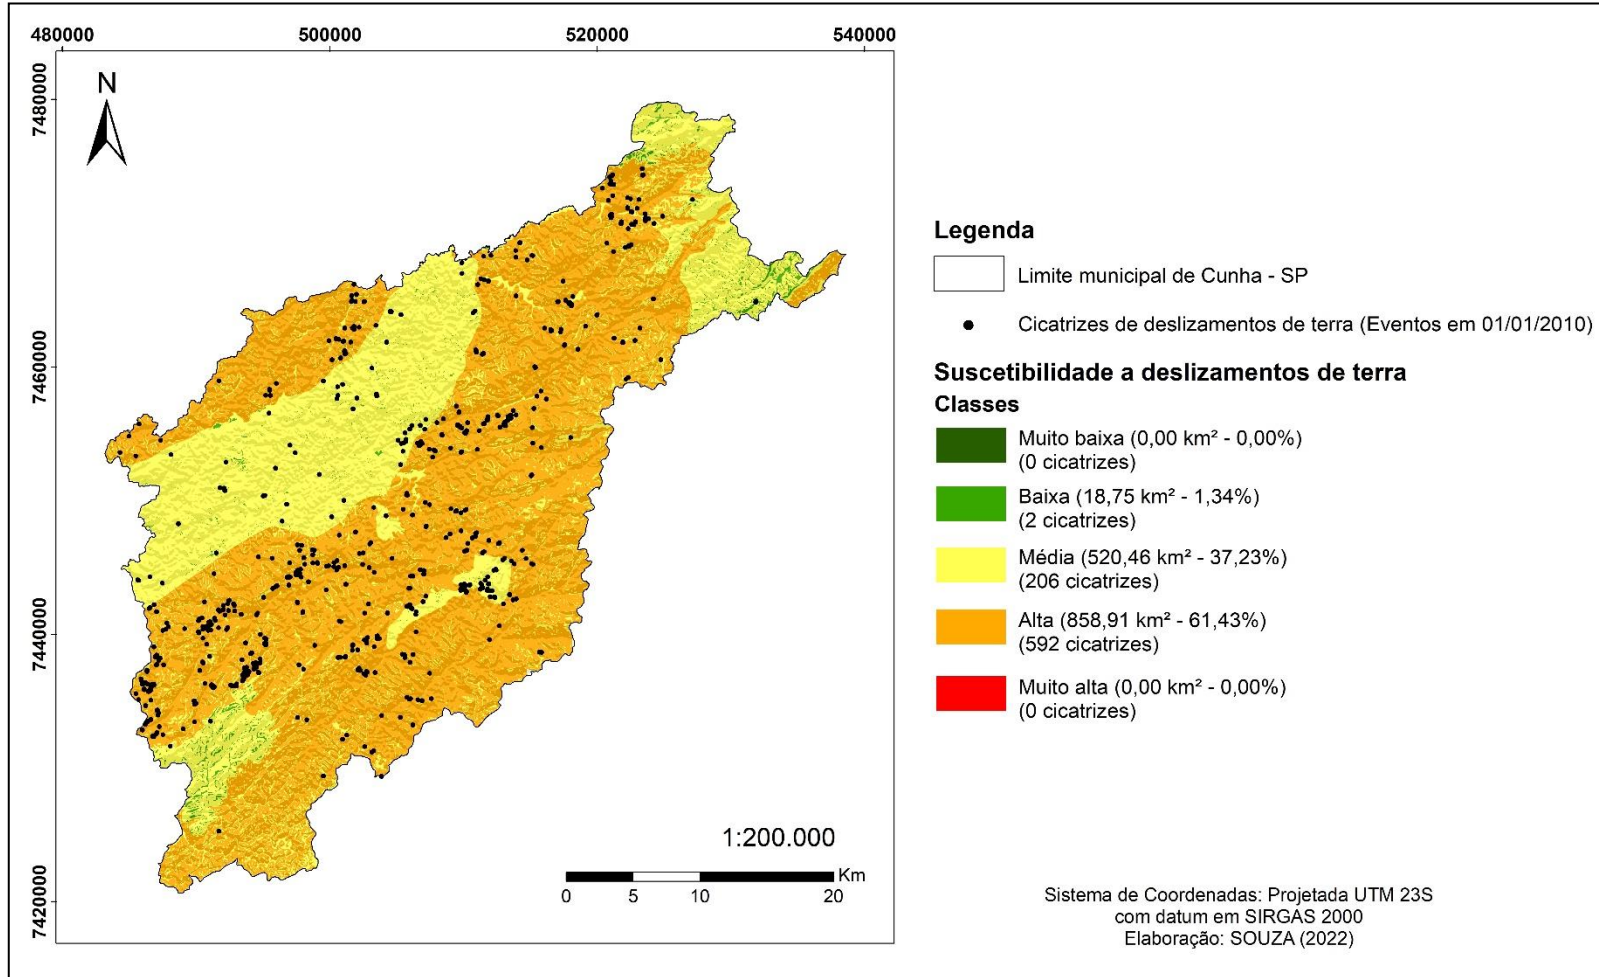 480000
500000
520000
540000
N
7480000
7460000
7440000
7420000
1:200.000
Km
0
5
10
20
Legenda
Limite municipal de Cunha - SP
Cicatrizes de deslizamentos de terra (Eventos em 01/01/2010)
Suscetibilidade a deslizamentos de terra
Classes
Muito baixa (0,00 km² - 0,00%)
(0 cicatrizes)
Baixa (18,75 km² - 1,34%)
(2 cicatrizes)
Média (520,46 km² - 37,23%)
(206 cicatrizes)
Alta (858,91 km² - 61,43%)
(592 cicatrizes)
Muito alta (0,00 km² - 0,00%)
(0 cicatrizes)
Sistema de Coordenadas: Projetada UTM 23S
com datum em SIRGAS 2000
Elaboração: SOUZA (2022)